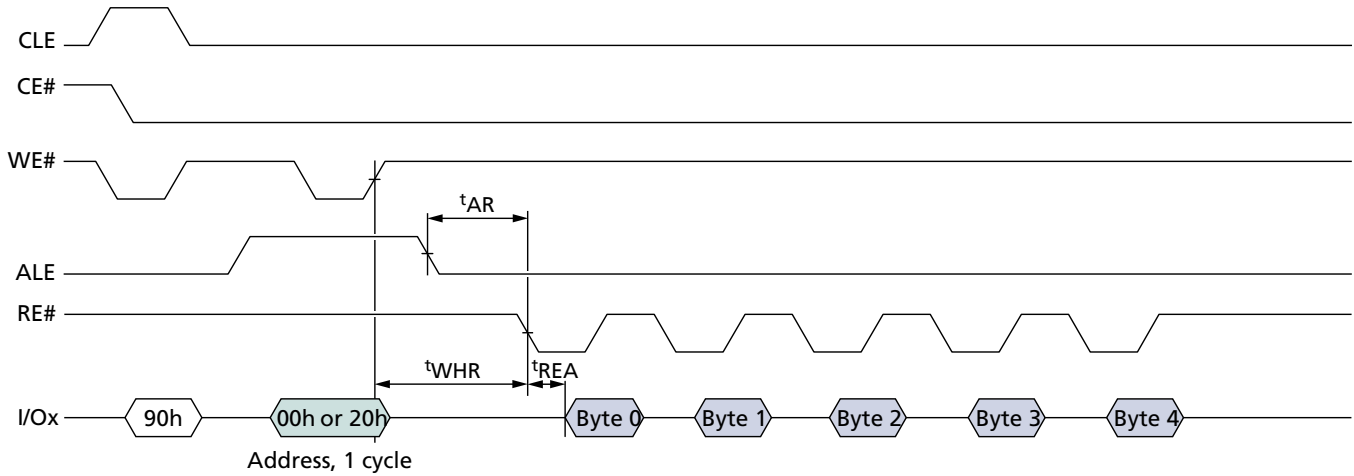 CLE
CE#
WE#
tAR
ALE
RE#
tWHR
tREA
I/Ox
90h
00h or 20h
Byte 0
Byte 1
Byte 2
Byte 3
Byte 4
Address, 1 cycle